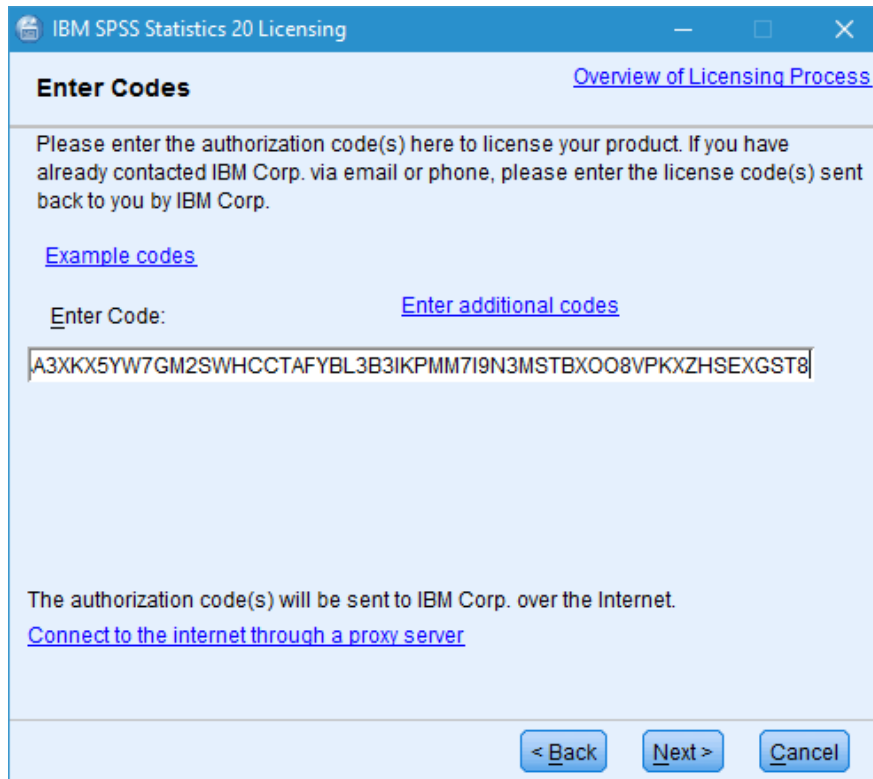 IBM SPSS Statistics 20 Licensing
Enter Codes
Overview of Licensing Process
Please enter the authorization code(s) here to license your product. If you have
already contacted IBM Corp. via email or phone, please enter the license code(s) sent
back to you by IBM Corp.
Example codes
Enter Code:
Enter additional codes
A3XKX5YW7GM2SWHCCTAFYBL3B3IKPMM7I9N3MSTBXOO8VPKXZHSEXGST8
The authorization code(s) will be sent to IBM Corp. over the Internet.
Connect to the internet through a proxy server
< Back
Next >
Cancel